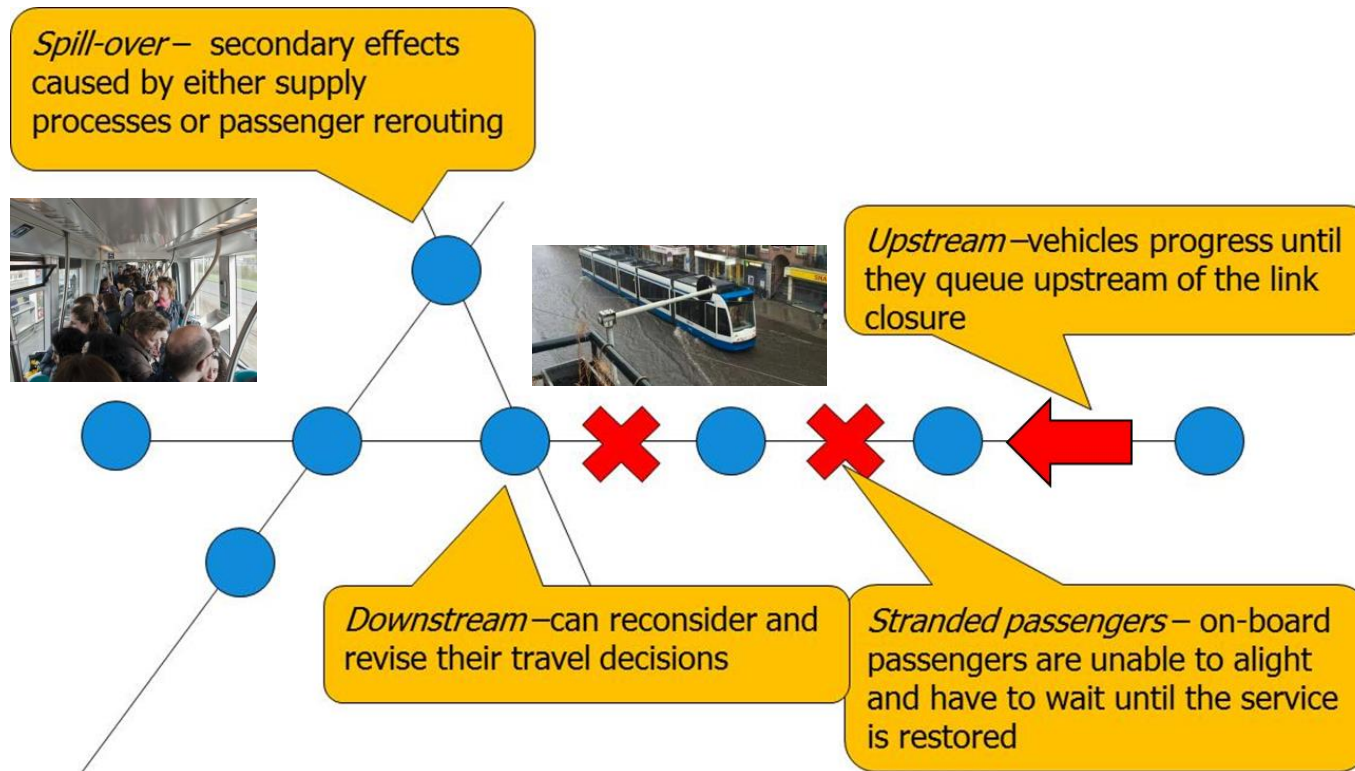 Spill-over – secondary effects
caused by either supply
processes or passenger rerouting
Upstream –vehicles progress until
they queue upstream of the link
closure
Downstream –can reconsider and
revise their travel decisions
Stranded passengers – on-board
passengers are unable to alight
and have to wait until the service
is restored